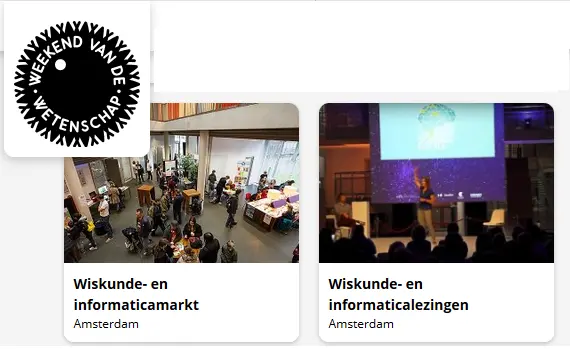 WEEKEND VAN DE
WETENSCHAP
Wiskunde- en
informaticamarkt
Amsterdam
Wiskunde- en
informaticalezingen
Amsterdam